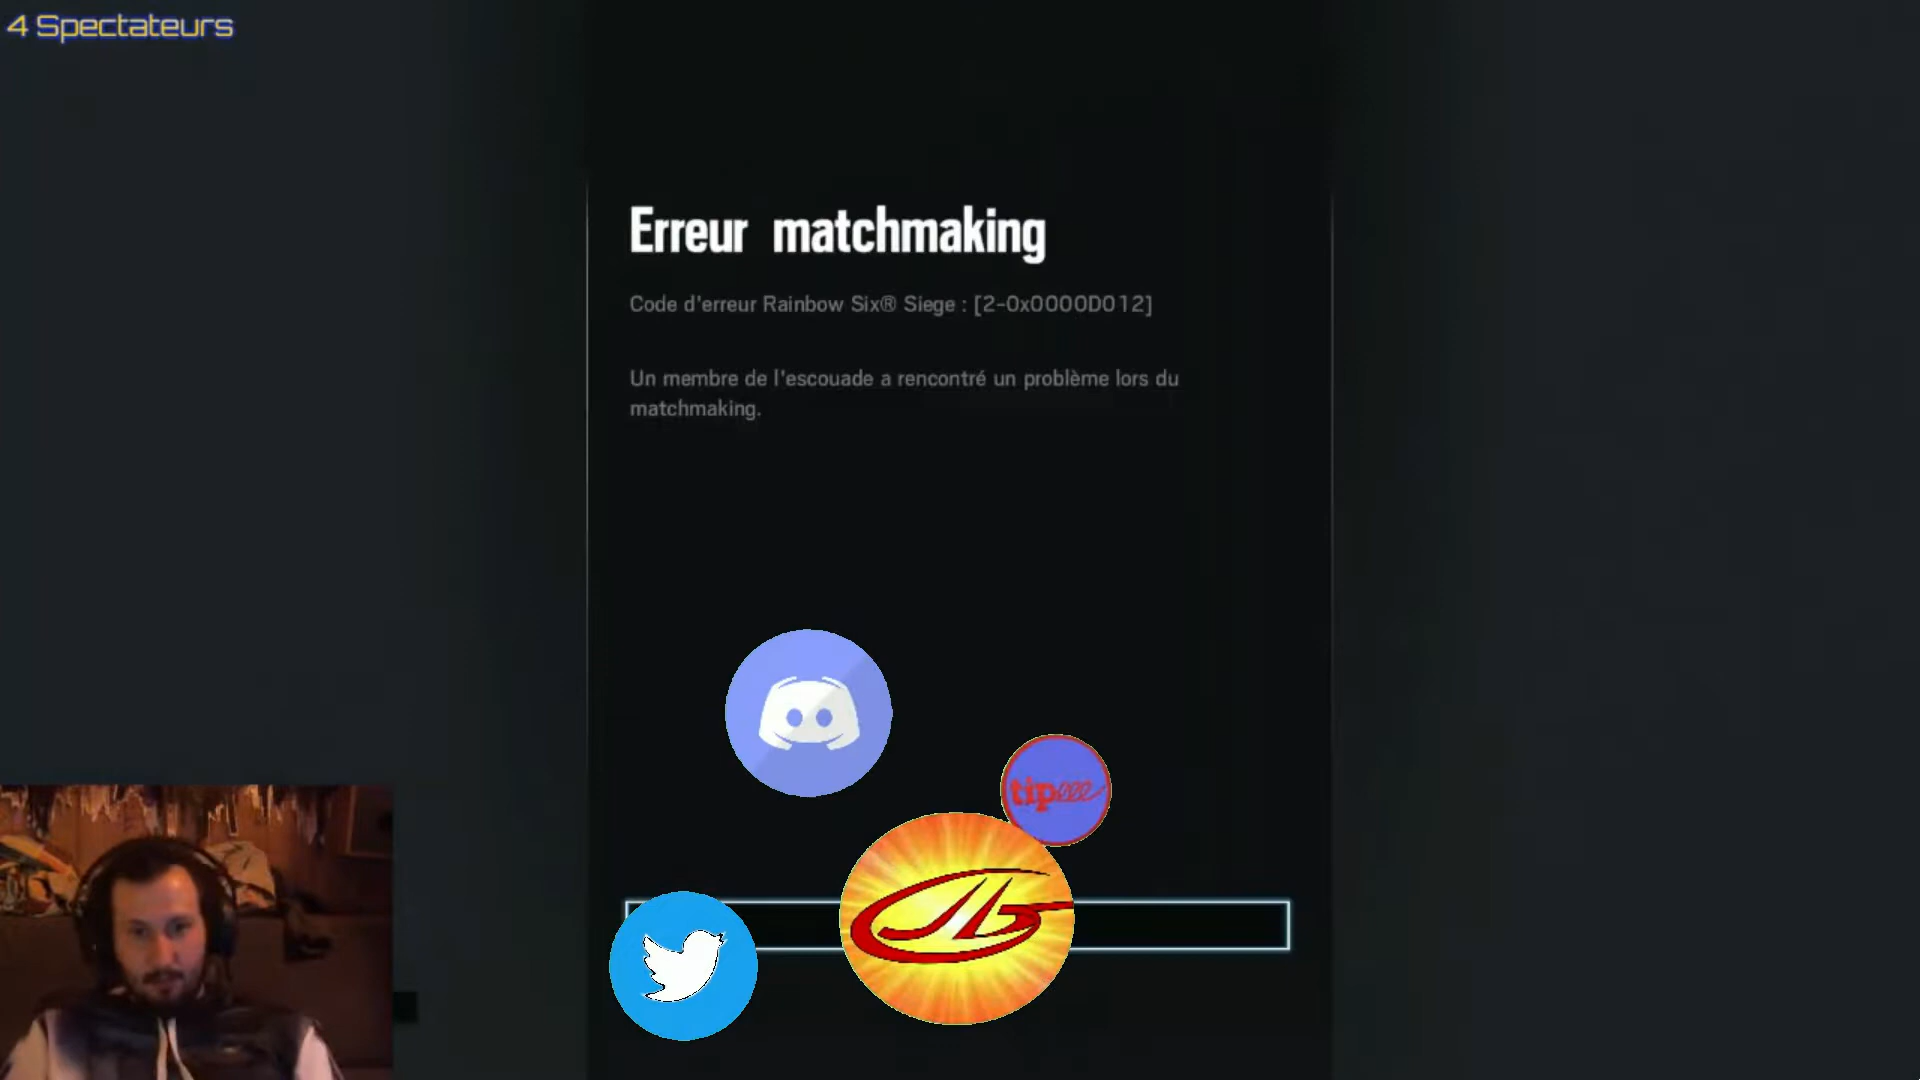 4 Spectateurs
Erreur matchmaking
Code d'erreur Rainbow Six® Siege : [2-0x0000D012]
Un membre de l'escouade a rencontré un problème lors du
matchmaking.
tipeee